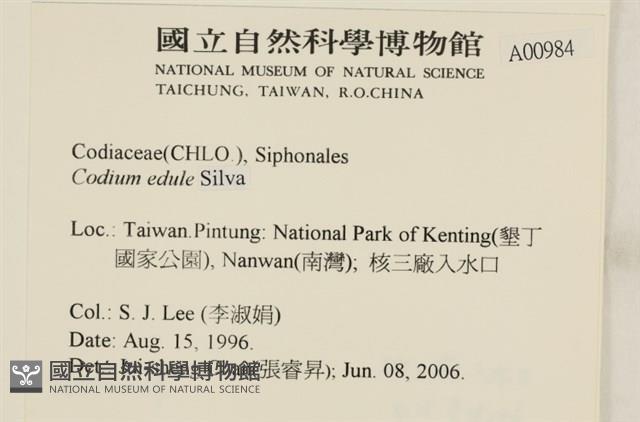 國立自然科學博物館
A00984
NATIONAL MUSEUM OF NATURAL SCIENCE
TAICHUNG, TAIWAN, R.O.CHINA
Codiaceae(CHLO.), Siphonales
Codium edule Silva
Loc.: Taiwan.Pintung: National Park of Kenting(墾丁
國家公園), Nanwan(南灣); 核三廠入水口
Col.: S. J. Lee (李淑娟)
Date: Aug. 15, 1996.
Det.: 張睿昇); Jun. 08, 2006.
國立自然科學博物館
NATIONAL MUSEUM OF NATURAL SCIENCE